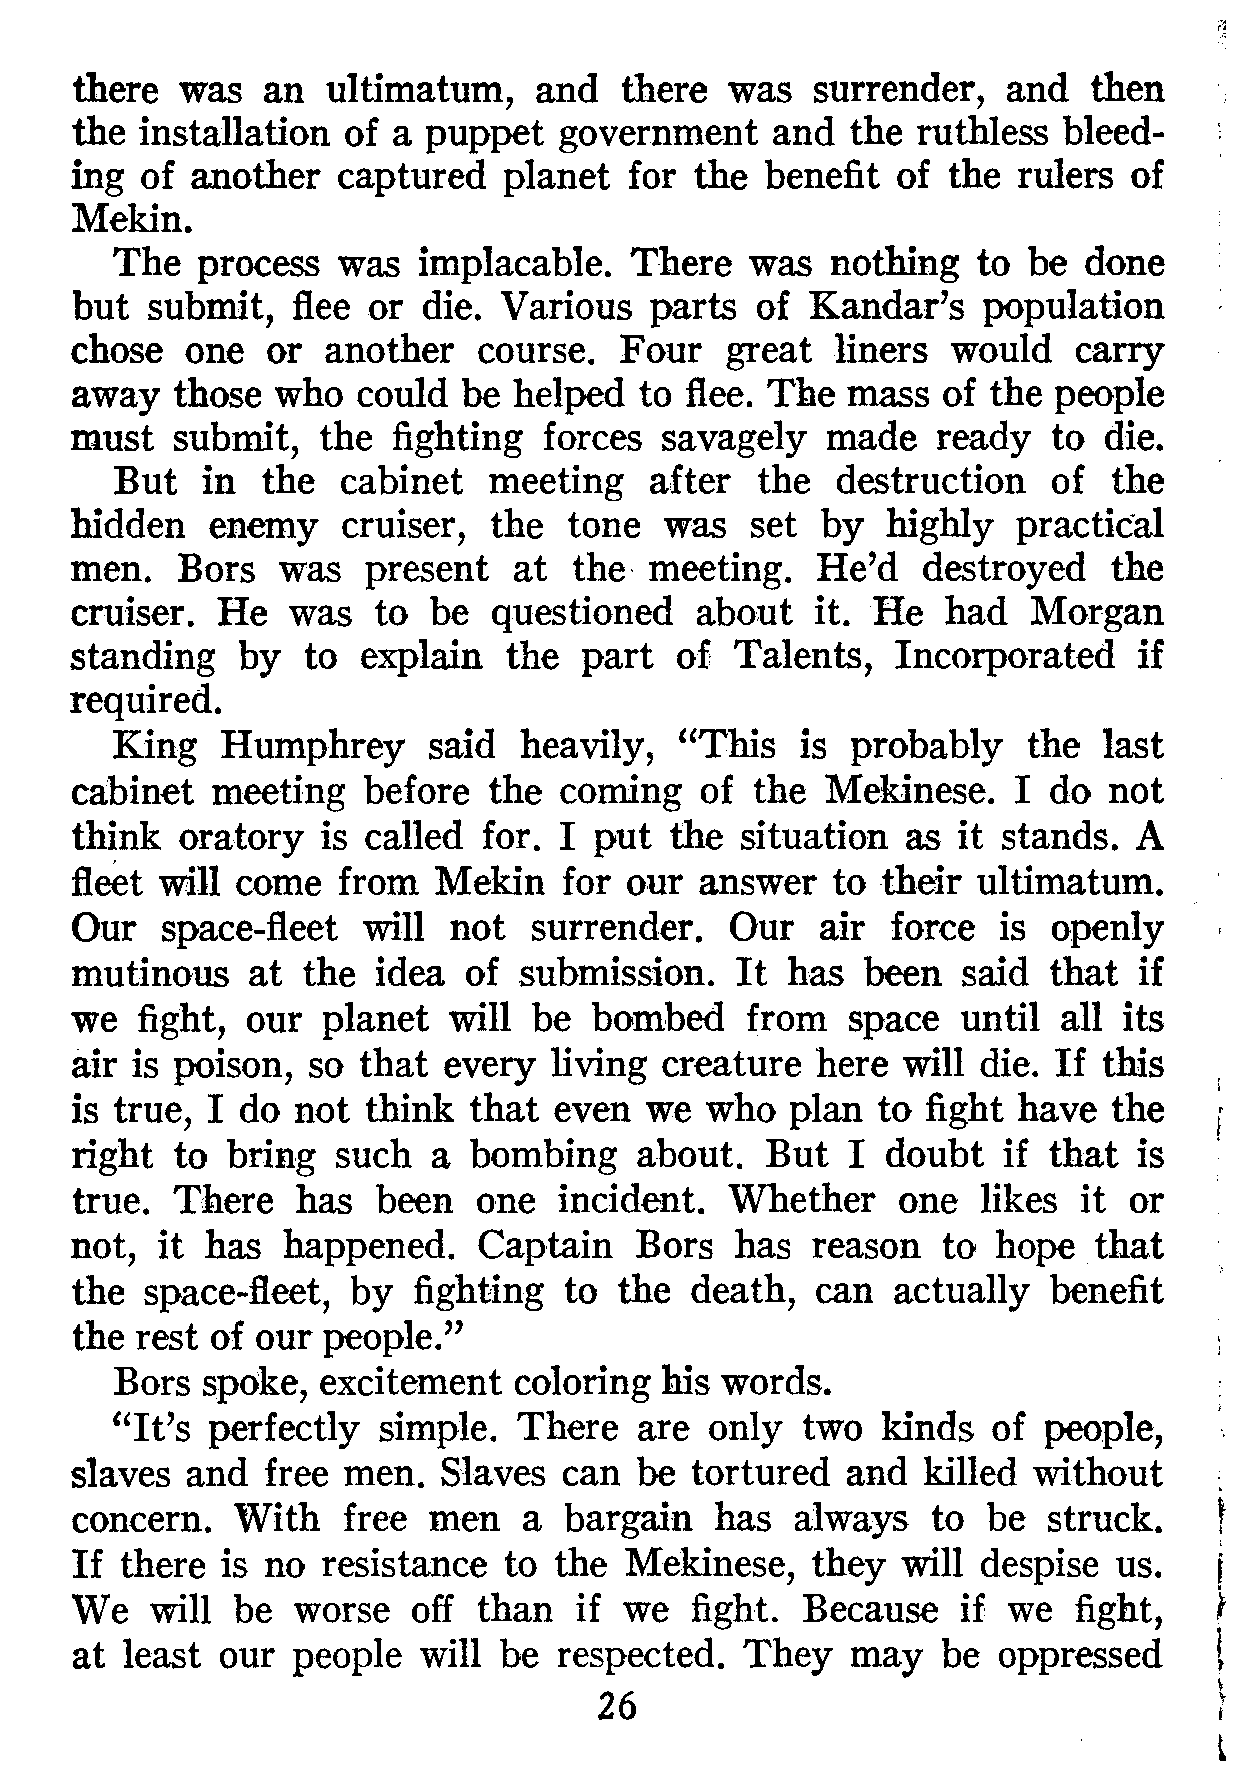 there was an ultimatum, and there was surrender, and then
the installation of a puppet government and the ruthless bleed-
ing of another captured planet for the benefit of the rulers of
Mekin.
The process was implacable. There was nothing to be done
but submit, flee or die. Various parts of Kandar's population
chose one or another course. Four great liners would carry
away those who could be helped to flee. The mass of the people
must submit, the fighting forces savagely made ready to die.
But in the cabinet meeting after the destruction of the
hidden enemy cruiser, the tone was set by highly practical
men. Bors was present at the meeting. He'd destroyed the
cruiser. He was to be questioned about it. He had Morgan
standing by to explain the part of Talents, Incorporated if
required.
King Humphrey said heavily, “This is probably the last
cabinet meeting before the coming of the Mekinese. I do not
think oratory is called for. I put the situation as it stands. A
fleet will come from Mekin for our answer to their ultimatum.
Our space-fleet will not surrender. Our air force is openly
mutinous at the idea of submission. It has been said that if
we fight, our planet will be bombed from space until all its
air is poison, so that every living creature here will die. If this
is true, I do not think that even we who plan to fight have the
right to bring such a bombing about. But I doubt if that is
true. There has been one incident. Whether one likes it or
not, it has happened. Captain Bors has reason to hope that
the space-fleet, by fighting to the death, can actually benefit
the rest of our people.”
Bors spoke, excitement coloring his words.
“It's perfectly simple. There are only two kinds of people,
slaves and free men. Slaves can be tortured and killed without
concern. With free men a bargain has always to be struck.
If there is no resistance to the Mekinese, they will despise us.
We will be worse off than if we fight. Because if we fight,
at least our people will be respected. They may be oppressed
26